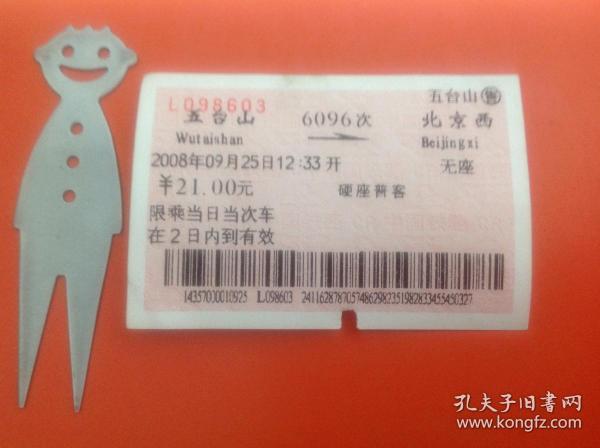 五台山 售
L098603
五台山 6096次 北京西
Wutaishan Beijingxi
2008年09月25日12:33开 无座
¥21.00元 硬座普客
限乘当日当次车
在2日内到有效
14357000010925 L098603 2411628787057486298235198283345545032​7
孔夫子旧书网
www.kongfz.com